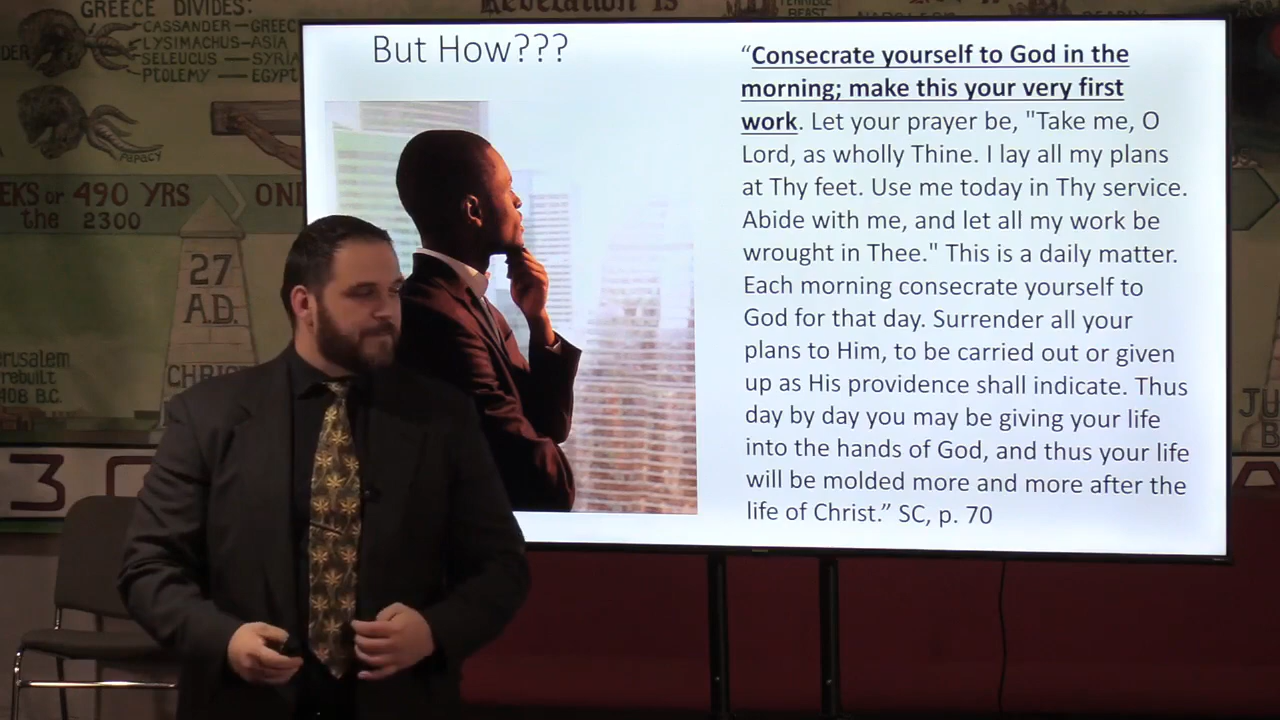 GREECE DIVIDES:
CASSANDER—GREEC
LYSIMACHUS—ASIA
SELEUCUS — SYRIA
PTOLEMY — EGYPT
PAPACY
EKS or 490 YRS
the 2300
ONE
27
A.D.
CHRIS
erusalem
rebuilt
408 B.C.
3
Revelation is
TERRIBLE
BEAST
But How???
“Consecrate yourself to God in the
morning; make this your very first
work. Let your prayer be, "Take me, O
Lord, as wholly Thine. I lay all my plans
at Thy feet. Use me today in Thy service.
Abide with me, and let all my work be
wrought in Thee." This is a daily matter.
Each morning consecrate yourself to
God for that day. Surrender all your
plans to Him, to be carried out or given
up as His providence shall indicate. Thus
day by day you may be giving your life
into the hands of God, and thus your life
will be molded more and more after the
life of Christ.” SC, p. 70